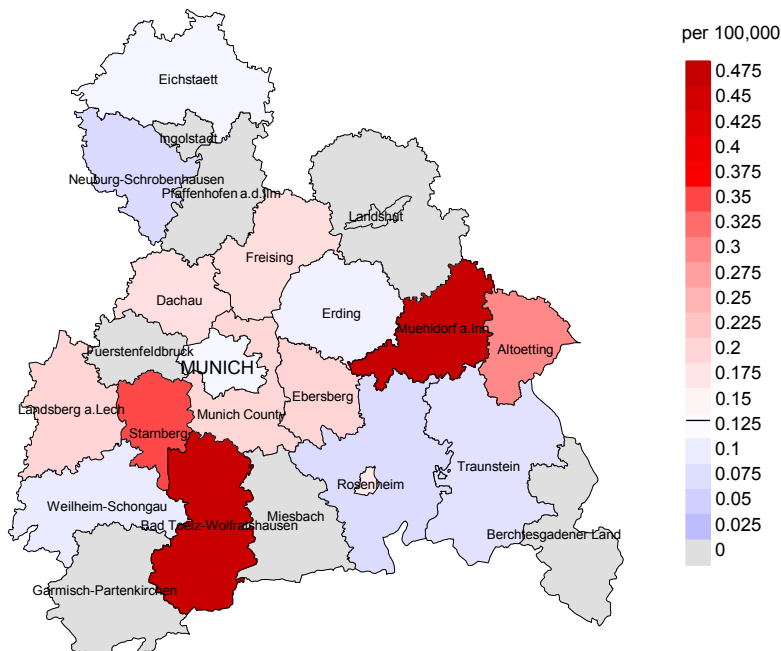 per 100,000
Eichstaett
Ingolstadt
Neuburg-Schrobenhausen
Pfaffenhofen a.d.Ilm
Landshut
Freising
Dachau
Erding
Muehldorf a.Inn
Altoetting
Fuerstenfeldbruck
MUNICH
Ebersberg
Landsberg a.Lech
Munich County
Starnberg
Traunstein
Rosenheim
Weilheim-Schongau
Miesbach
Bad Toelz-Wolfratshausen
Berchtesgadener Land
Garmisch-Partenkirchen
0.475
0.45
0.425
0.4
0.35
0.325
0.3
0.275
0.25
0.225
0.2
0.175
0.15
0.125
0.1
0.075
0.05
0.025
0